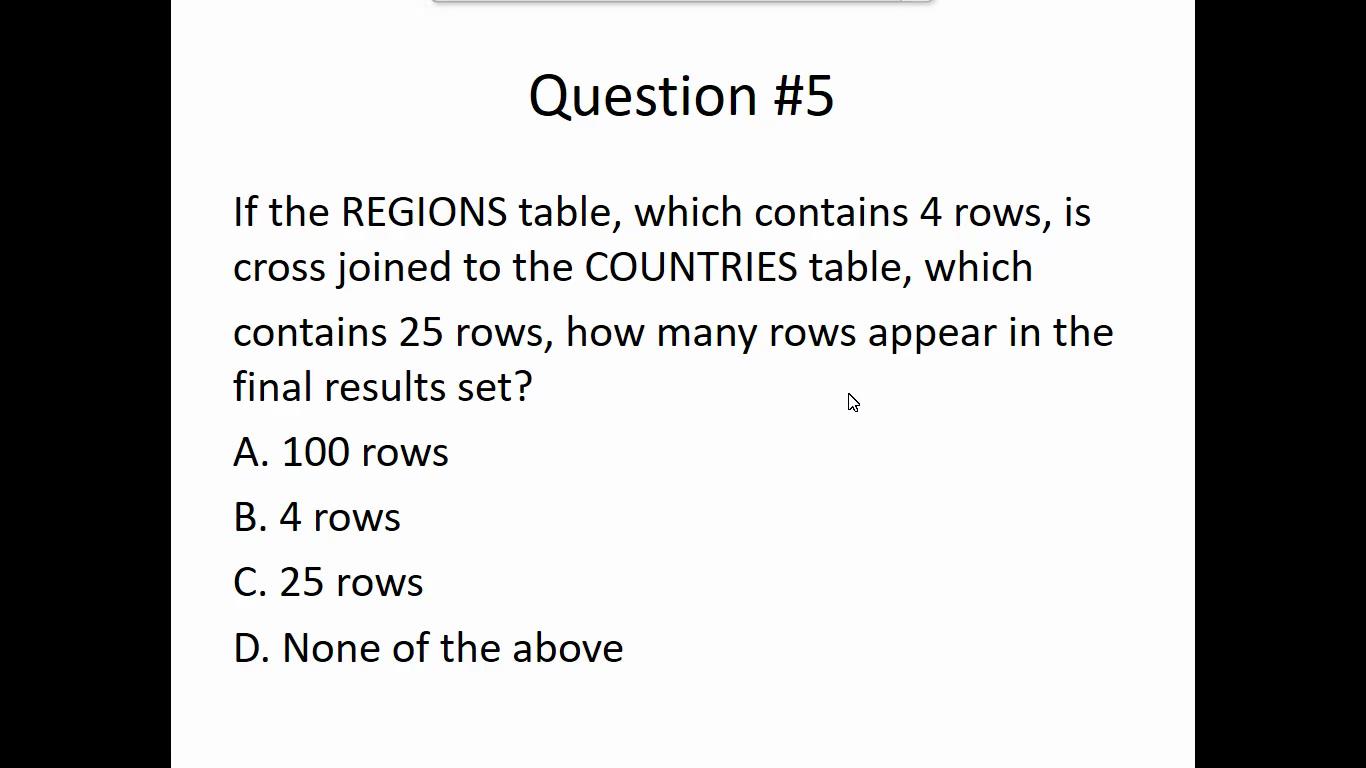 Question #5
If the REGIONS table, which contains 4 rows, is
cross joined to the COUNTRIES table, which
contains 25 rows, how many rows appear in the
final results set?
A. 100 rows
B. 4 rows
C. 25 rows
D. None of the above